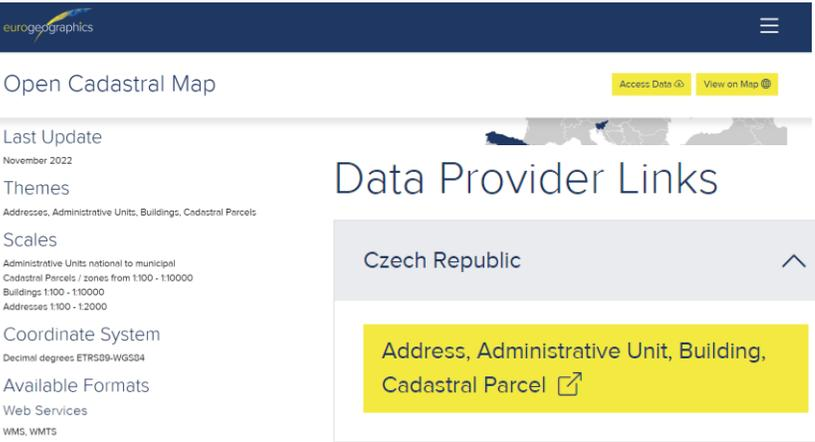 eurogeographics
Open Cadastral Map
Access Data
View on Map
Last Update
November 2022
Themes
Addresses, Administrative Units, Buildings, Cadastral Parcels
Scales
Administrative Units national to municipal
Cadastral Parcels / zones from 1:100 - 1:10000
Buildings 1:100 - 1:10000
Addresses 1:100 - 1:2000
Coordinate System
Decimal degrees ETRS89-WGS84
Available Formats
Web Services
WMS, WMTS
Data Provider Links
Czech Republic
Address, Administrative Unit, Building,
Cadastral Parcel